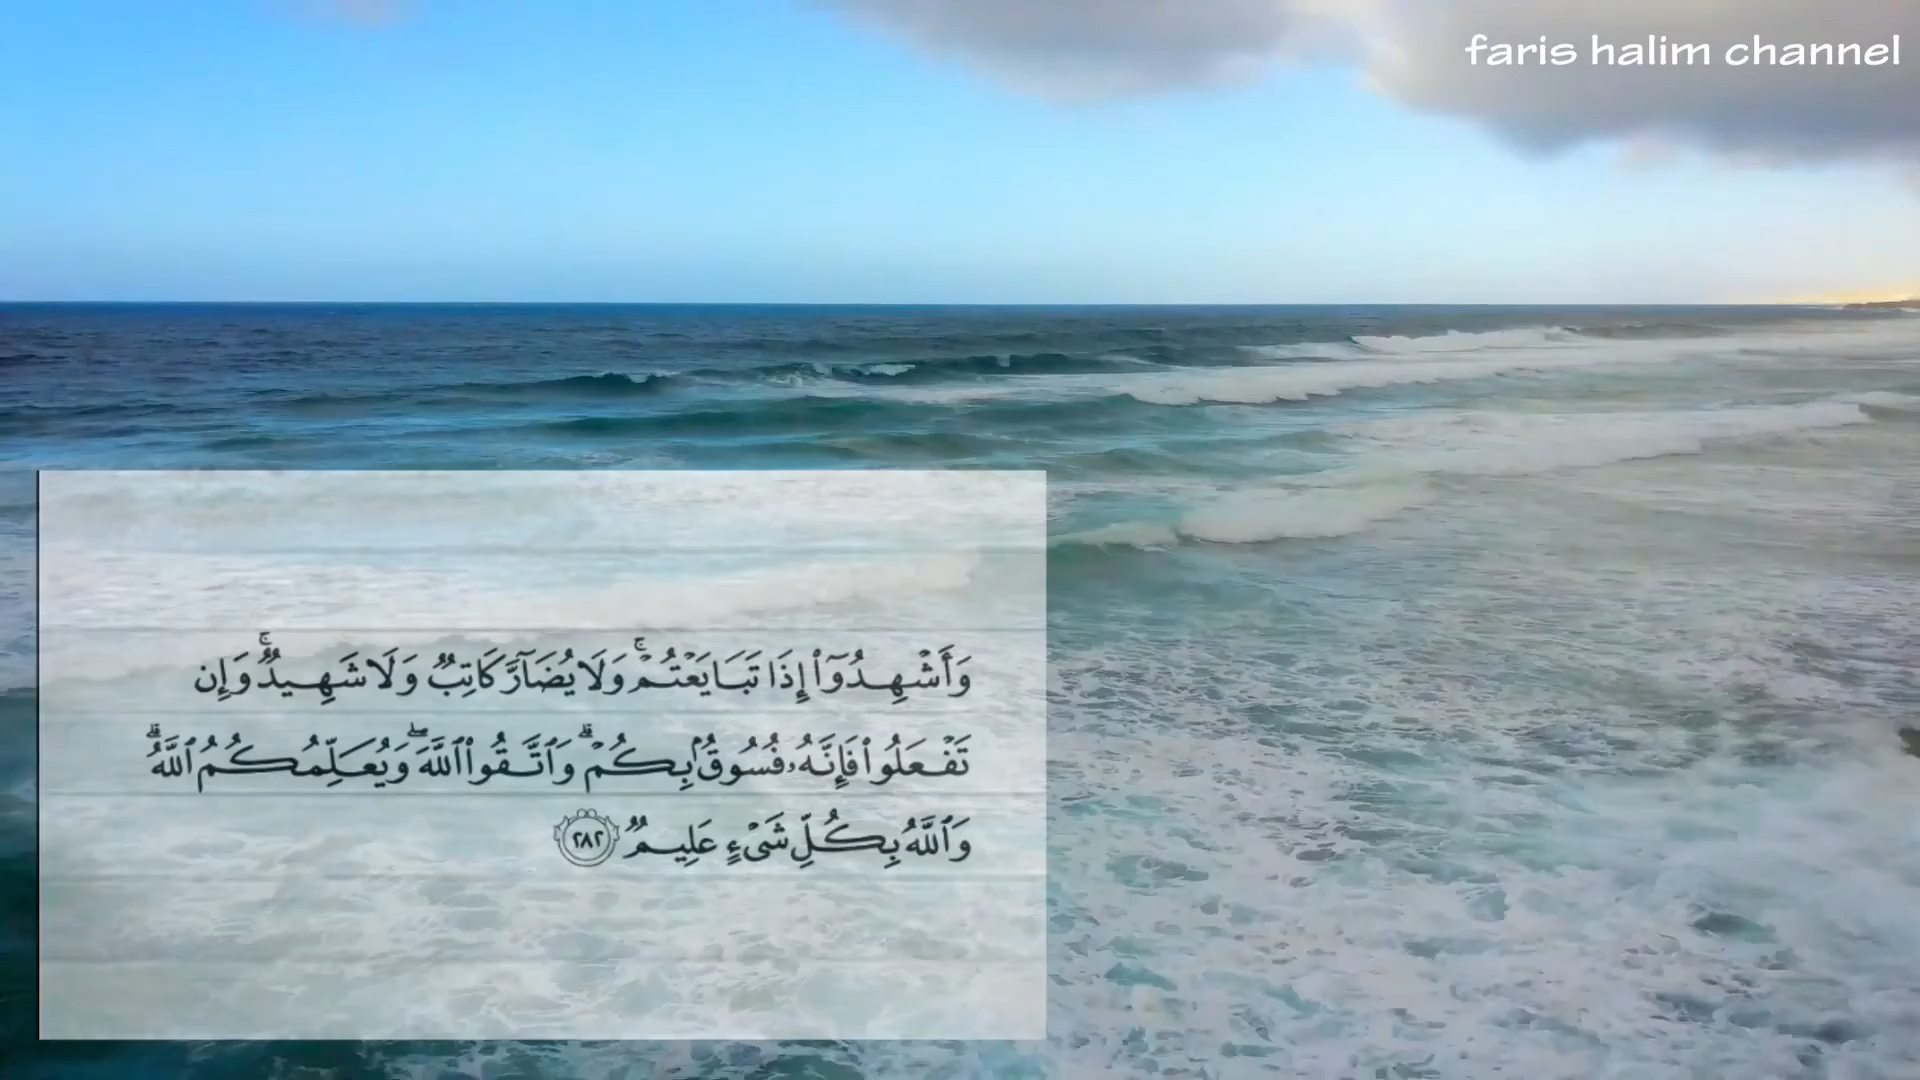 faris halim channel
وَأَشْهِدُوٓا۟ إِذَا تَبَايَعْتُمْ ۚ وَلَا يُضَآرَّ كَاتِبٌ وَلَا شَهِيدٌ ۚ وَإِن
تَفْعَلُوا۟ فَإِنَّهُۥ فُسُوقٌۢ بِكُمْ ۗ وَٱتَّقُوا۟ ٱللَّهَ ۖ وَيُعَلِّمُكُمُ ٱللَّهُ ۗ
وَٱللَّهُ بِكُلِّ شَىْءٍ عَلِيمٌ ٢٨٢